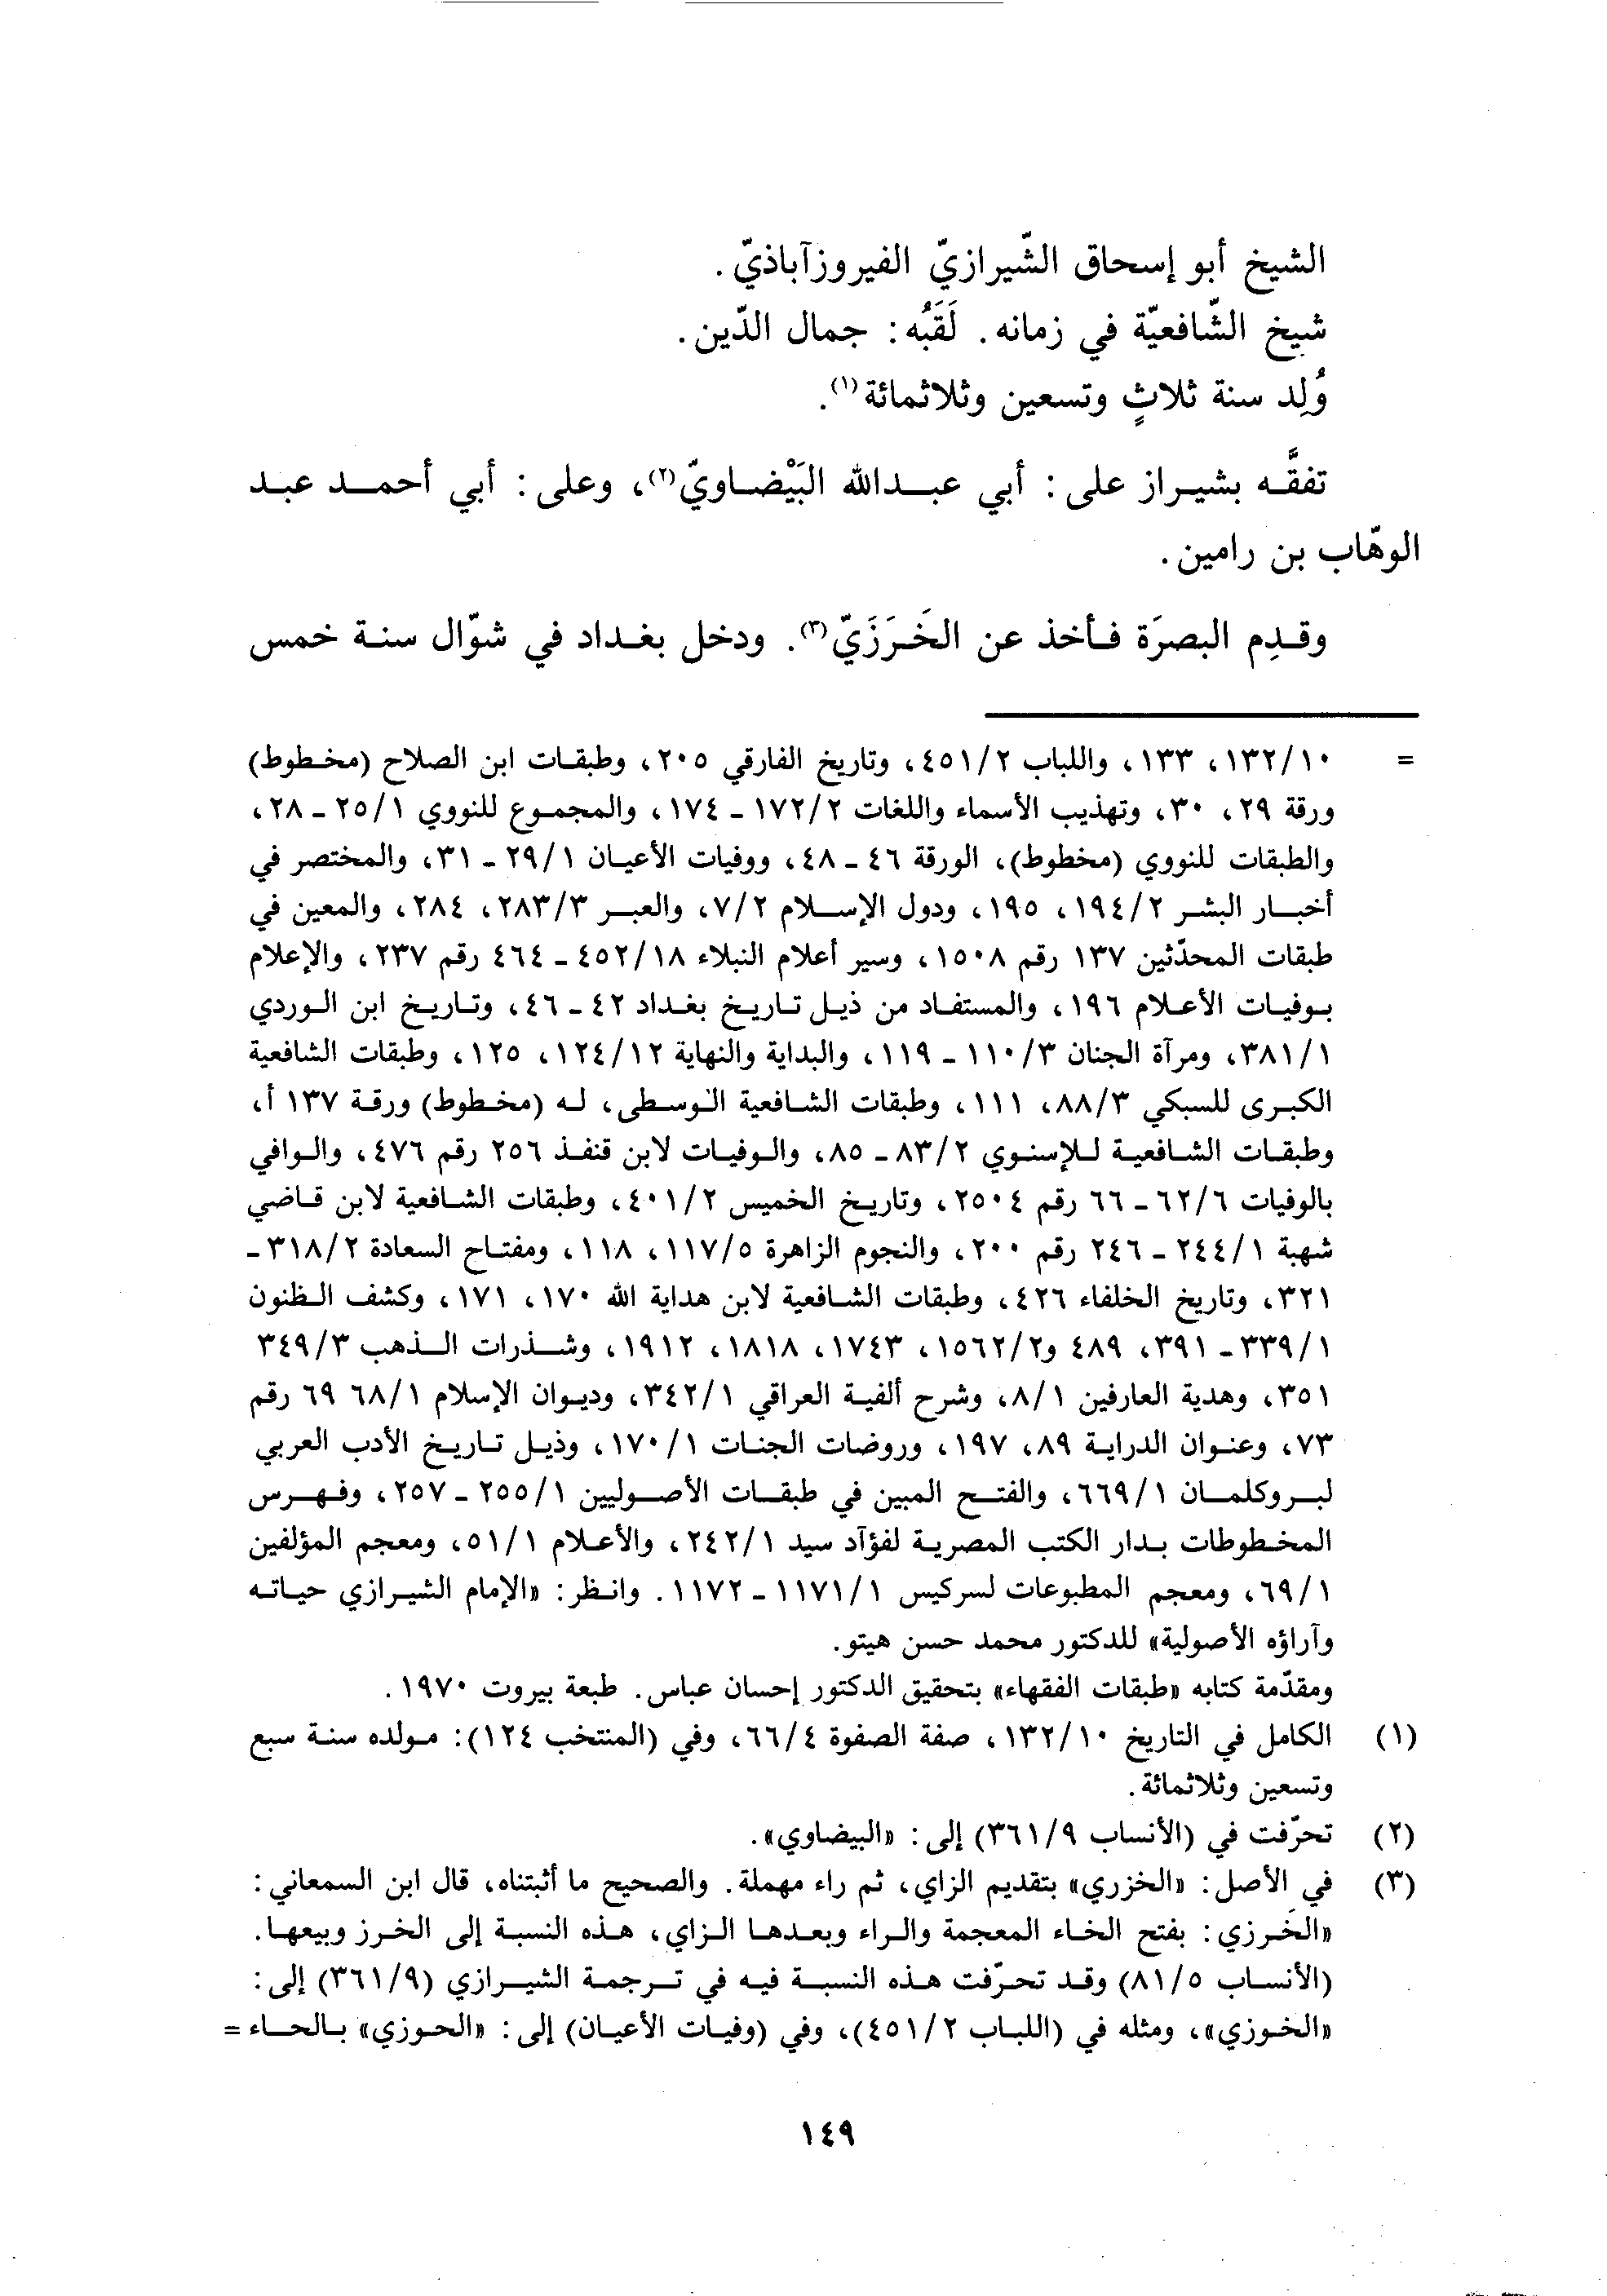 الشيخ أبو إسحاق الشّيرازيّ الفيروزآباذيّ.
شيخ الشّافعيّة في زمانه. لَقَبُه: جمال الدّين.
وُلِد سنة ثلاثٍ وتسعين وثلاثمائة(١).
تفقَّه بشيراز على: أبي عبدالله البَيْضاويّ(٢)، وعلى: أبي أحمد عبد
الوهّاب بن رامين.
وقدِم البصرَة فأخذ عن الخَرَزَيّ(٣). ودخل بغداد في شوّال سنة خمس
= ١٣٢/١٠، ١٣٣، واللباب ٤٥١/٢، وتاريخ الفارقي ٢٠٥، وطبقات ابن الصلاح (مخطوط)
ورقة ٢٩، ٣٠، وتهذيب الأسماء واللغات ١٧٢/٢ - ١٧٤، والمجموع للنووي ٢٥/١ - ٢٨،
والطبقات للنووي (مخطوط)، الورقة ٤٦ - ٤٨، ووفيات الأعيان ٢٩/١ - ٣١، والمختصر في
أخبار البشر ١٩٤/٢، ١٩٥، ودول الإسلام ٧/٢، والعبر ٢٨٣/٣، ٢٨٤، والمعين في
طبقات المحدّثين ١٣٧ رقم ١٥٠٨، وسير أعلام النبلاء ٤٥٢/١٨ - ٤٦٤ رقم ٢٣٧، والإعلام
بوفيات الأعلام ١٩٦، والمستفاد من ذيل تاريخ بغداد ٤٢ - ٤٦، وتاريخ ابن الوردي
٣٨١/١، ومرآة الجنان ١١٠/٣ - ١١٩، والبداية والنهاية ١٢٤/١٢، ١٢٥، وطبقات الشافعية
الكبرى للسبكي ٨٨/٣، ١١١، وطبقات الشافعية الوسطى، له (مخطوط) ورقة ١٣٧ أ،
وطبقات الشافعية للإسنوي ٨٣/٢ - ٨٥، والوفيات لابن قنفذ ٢٥٦ رقم ٤٧٦، والوافي
بالوفيات ٦٢/٦ - ٦٦ رقم ٢٥٠٤، وتاريخ الخميس ٤٠١/٢، وطبقات الشافعية لابن قاضي
شهبة ٢٤٤/١ - ٢٤٦ رقم ٢٠٠، والنجوم الزاهرة ١١٧/٥، ١١٨، ومفتاح السعادة ٣١٨/٢ -
٣٢١، وتاريخ الخلفاء ٤٢٦، وطبقات الشافعية لابن هداية الله ١٧٠، ١٧١، وكشف الظنون
٣٣٩/١ - ٣٩١، ٤٨٩ و١٥٦٢/٢، ١٧٤٣، ١٨١٨، ١٩١٢، وشذرات الذهب ٣٤٩/٣
٣٥١، وهدية العارفين ٨/١، وشرح ألفية العراقي ٣٤٢/١، وديوان الإسلام ٦٨/١ ٦٩ رقم
٧٣، وعنوان الدراية ٨٩، ١٩٧، وروضات الجنات ١٧٠/١، وذيل تاريخ الأدب العربي
لبروكلمان ٦٦٩/١، والفتح المبين في طبقات الأصوليين ٢٥٥/١ - ٢٥٧، وفهرس
المخطوطات بدار الكتب المصرية لفؤآد سيد ٢٤٢/١، والأعلام ٥١/١، ومعجم المؤلفين
٦٩/١، ومعجم المطبوعات لسركيس ١١٧١/١ - ١١٧٢. وانظر: «الإمام الشيرازي حياته
وآراؤه الأصولية» للدكتور محمد حسن هيتو.
ومقدّمة كتابه «طبقات الفقهاء» بتحقيق الدكتور إحسان عباس. طبعة بيروت ١٩٧٠.
(١) الكامل في التاريخ ١٣٢/١٠، صفة الصفوة ٦٦/٤، وفي (المنتخب ١٢٤): مولده سنة سبع
وتسعين وثلاثمائة.
(٢) تحرّفت في (الأنساب ٣٦١/٩) إلى: «البيضاوي».
(٣) في الأصل: «الخزري» بتقديم الزاي، ثم راء مهملة. والصحيح ما أثبتناه، قال ابن السمعاني:
«الخَرزي: بفتح الخاء المعجمة والراء وبعدها الزاي، هذه النسبة إلى الخرز وبيعها.
(الأنساب ٨١/٥) وقد تحرّفت هذه النسبة فيه في ترجمة الشيرازي (٣٦١/٩) إلى:
«الخوزي»، ومثله في (اللباب ٤٥١/٢)، وفي (وفيات الأعيان) إلى: «الحوزي» بالحاء =
١٤٩